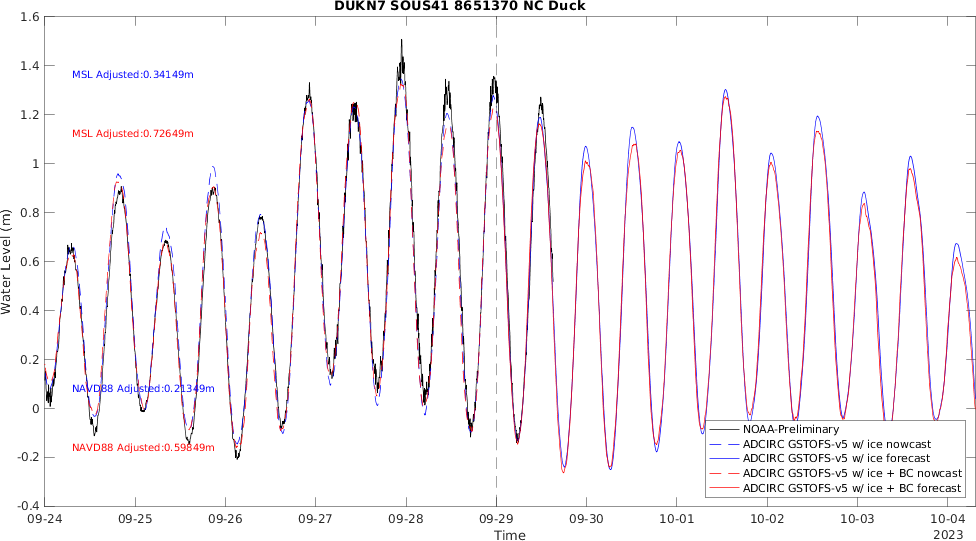 DUKN7 SOUS41 8651370 NC Duck
1.6
1.4
1.2
1
0.8
0.6
0.4
0.2
0
-0.2
-0.4
Water Level (m)
MSL Adjusted:0.34149m
MSL Adjusted:0.72649m
NAVD88 Adjusted:0.21349m
NAVD88 Adjusted:0.59849m
NOAA-Preliminary
ADCIRC GSTOFS-v5 w/ ice nowcast
ADCIRC GSTOFS-v5 w/ ice forecast
ADCIRC GSTOFS-v5 w/ ice + BC nowcast
ADCIRC GSTOFS-v5 w/ ice + BC forecast
09-24 09-25 09-26 09-27 09-28 09-29 09-30 10-01 10-02 10-03 10-04
Time 2023